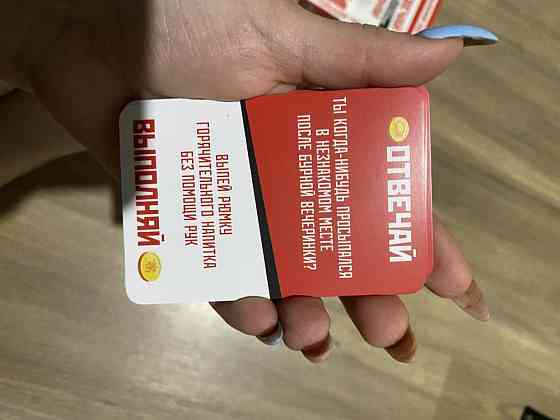 ОТВЕЧАЙ
ТЫ КОГДА-НИБУДЬ ПРОСЫПАЛСЯ
В НЕЗНАКОМОМ МЕСТЕ
ПОСЛЕ БУРНОЙ ВЕЧЕРИНКИ?
ВЫПЕЙ РЮМКУ
ГОРЯЧИТЕЛЬНОГО НАПИТКА
БЕЗ ПОМОЩИ РУК
ВЫПОЛНЯЙ